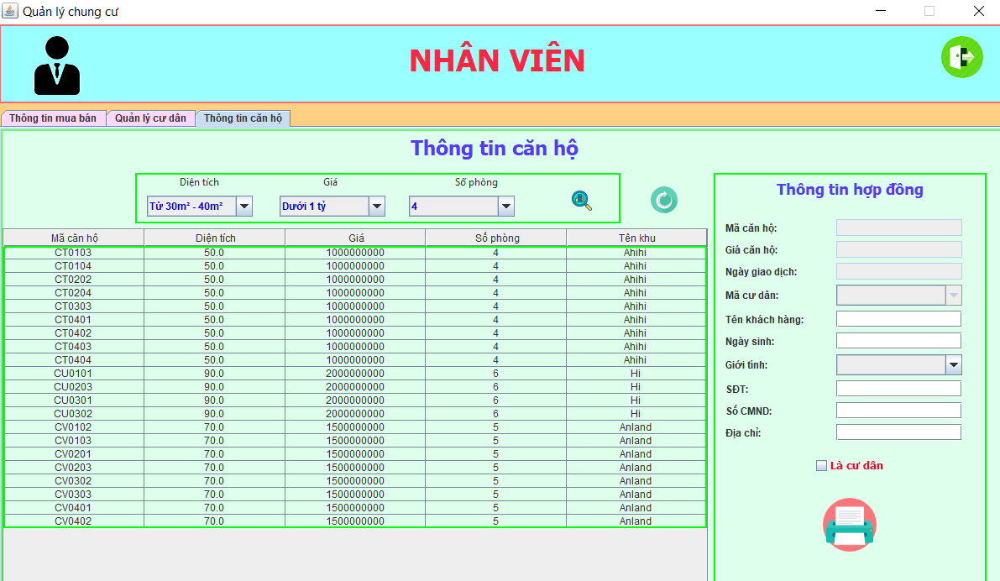 Quản lý chung cư
NHÂN VIÊN
Thông tin mua bán Quản lý cư dân Thông tin căn hộ
Thông tin căn hộ
Diện tích Giá Số phòng
Từ 30m² - 40m² Dưới 1 tỷ 4
Mã căn hộ Diện tích Giá Số phòng Tên khu
CT0103 50.0 1000000000 4 Ahihi
CT0104 50.0 1000000000 4 Ahihi
CT0202 50.0 1000000000 4 Ahihi
CT0204 50.0 1000000000 4 Ahihi
CT0303 50.0 1000000000 4 Ahihi
CT0401 50.0 1000000000 4 Ahihi
CT0402 50.0 1000000000 4 Ahihi
CT0403 50.0 1000000000 4 Ahihi
CT0404 50.0 1000000000 4 Ahihi
CU0101 90.0 2000000000 6 Hi
CU0203 90.0 2000000000 6 Hi
CU0301 90.0 2000000000 6 Hi
CU0302 90.0 2000000000 6 Hi
CV0102 70.0 1500000000 5 Anland
CV0103 70.0 1500000000 5 Anland
CV0201 70.0 1500000000 5 Anland
CV0203 70.0 1500000000 5 Anland
CV0302 70.0 1500000000 5 Anland
CV0303 70.0 1500000000 5 Anland
CV0401 70.0 1500000000 5 Anland
CV0402 70.0 1500000000 5 Anland
Thông tin hợp đồng
Mã căn hộ:
Giá căn hộ:
Ngày giao dịch:
Mã cư dân:
Tên khách hàng:
Ngày sinh:
Giới tính:
SĐT:
Số CMND:
Địa chỉ:
Là cư dân